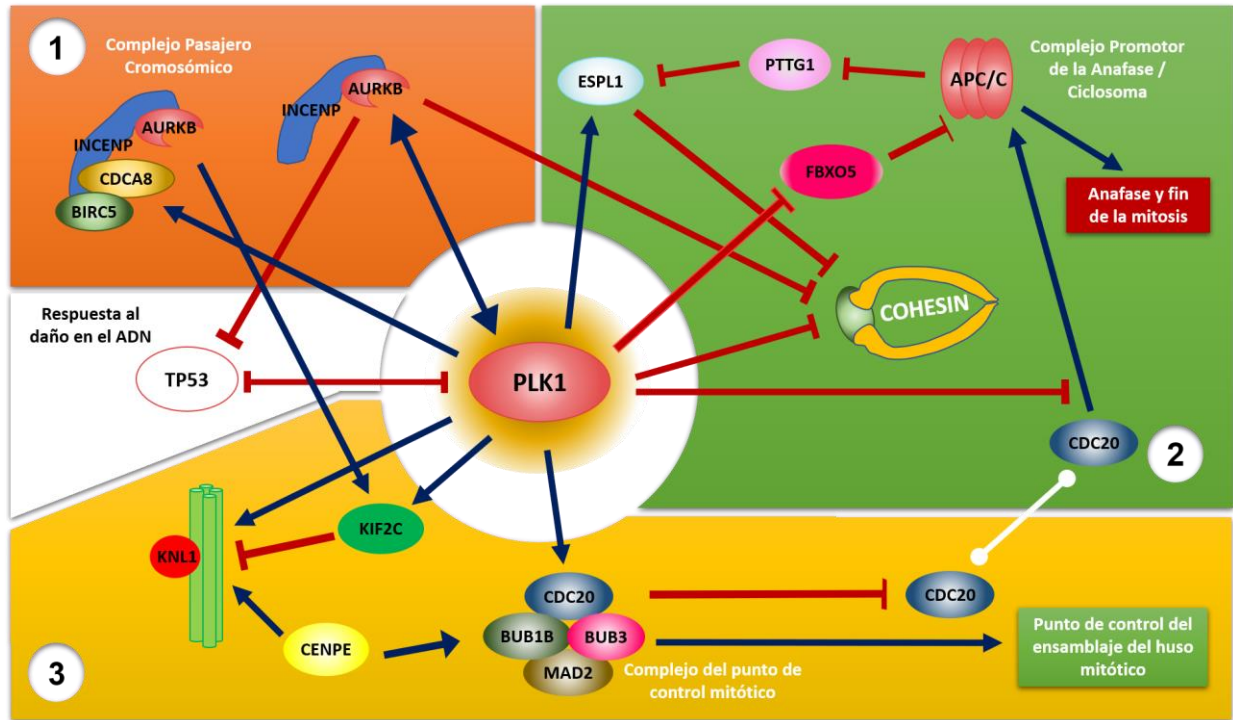 1
Complejo Pasajero
Cromosómico
AURKB
INCENP
CDCA8
BIRC5
AURKB
INCENP
ESPL1
PTTG1
APC/C
Complejo Promotor
de la Anafase /
Ciclosoma
FBXO5
Anafase y fin
de la mitosis
COHESIN
CDC20
2
Respuesta al
daño en el ADN
TP53
PLK1
KNL1
KIF2C
CENPE
CDC20
BUB1B
BUB3
MAD2
Complejo del punto de
control mitótico
CDC20
Punto de control del
ensamblaje del huso
mitótico
3